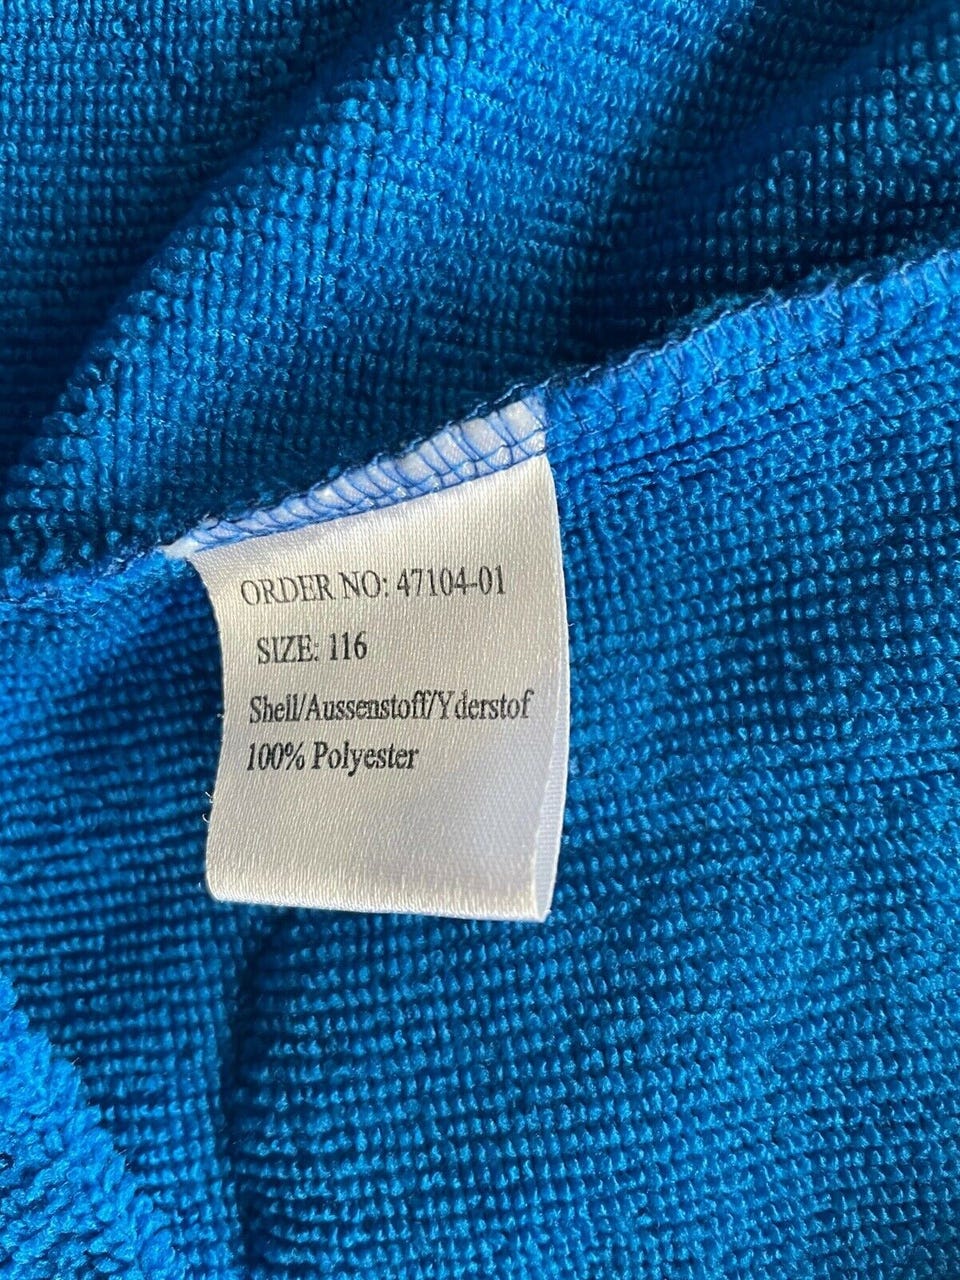 ORDER NO: 47104-01
SIZE: 116
Shell/Aussenstoff/Yderstof
100% Polyester